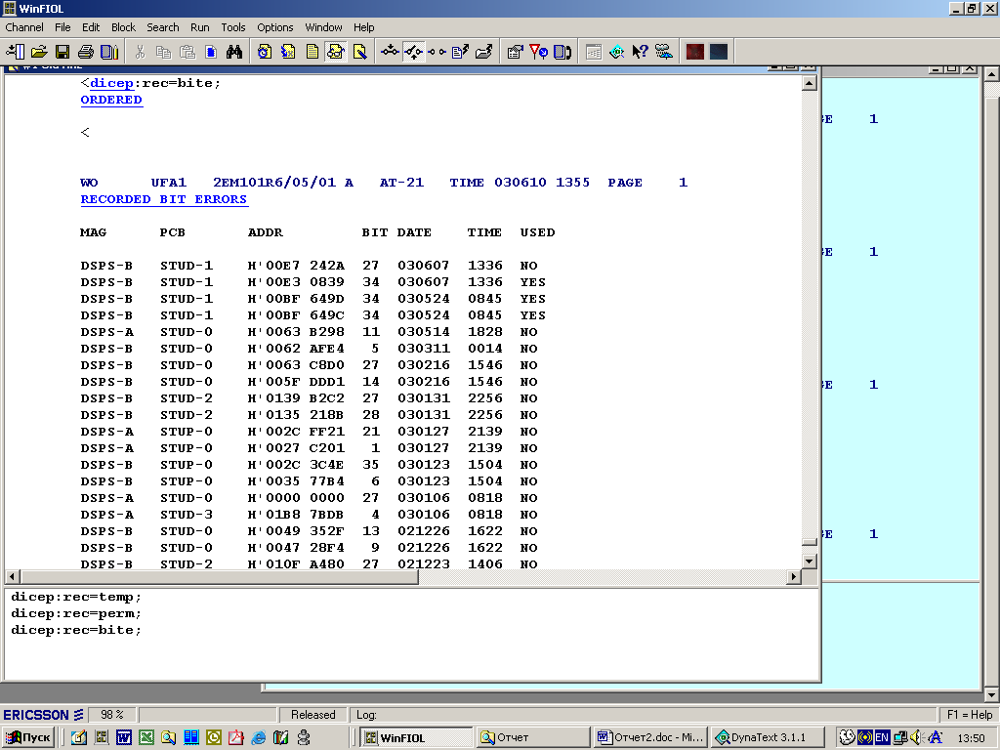 WinFIOL
Channel File Edit Block Search Run Tools Options Window Help
<dicep:rec=bite;
ORDERED
<
WO UFA1 2EM101R6/05/01 A AT-21 TIME 030610 1355 PAGE 1
RECORDED BIT ERRORS
MAG PCB ADDR BIT DATE TIME USED
DSPS-B STUD-1 H'00E7 242A 27 030607 1336 NO
DSPS-B STUD-1 H'00E3 0839 34 030607 1336 YES
DSPS-B STUD-1 H'00BF 649D 34 030524 0845 YES
DSPS-B STUD-1 H'00BF 649C 34 030524 0845 YES
DSPS-A STUD-0 H'0063 B298 11 030514 1828 NO
DSPS-B STUD-0 H'0062 AFE4 5 030311 0014 NO
DSPS-B STUD-0 H'0063 C8D0 27 030216 1546 NO
DSPS-B STUD-0 H'005F DDD1 14 030216 1546 NO
DSPS-B STUD-2 H'0139 B2C2 27 030131 2256 NO
DSPS-B STUD-2 H'0135 218B 28 030131 2256 NO
DSPS-A STUP-0 H'002C FF21 21 030127 2139 NO
DSPS-A STUP-0 H'0027 C201 1 030127 2139 NO
DSPS-B STUP-0 H'002C 3C4E 35 030123 1504 NO
DSPS-B STUP-0 H'0035 77B4 6 030123 1504 NO
DSPS-A STUD-0 H'0000 0000 27 030106 0818 NO
DSPS-A STUD-3 H'01B8 7BDB 4 030106 0818 NO
DSPS-B STUD-0 H'0049 352F 13 021226 1622 NO
DSPS-B STUD-0 H'0047 28F4 9 021226 1622 NO
DSPS-B STUD-2 H'010F A480 27 021223 1406 NO
GE 1
GE 1
GE 1
GE 1
dicep:rec=temp;
dicep:rec=perm;
dicep:rec=bite;
ERICSSON 98 % Released Log: F1 = Help
Пуск WinFIOL Отчет Отчет2.doc - Mi... DynaText 3.1.1 EN 13:50